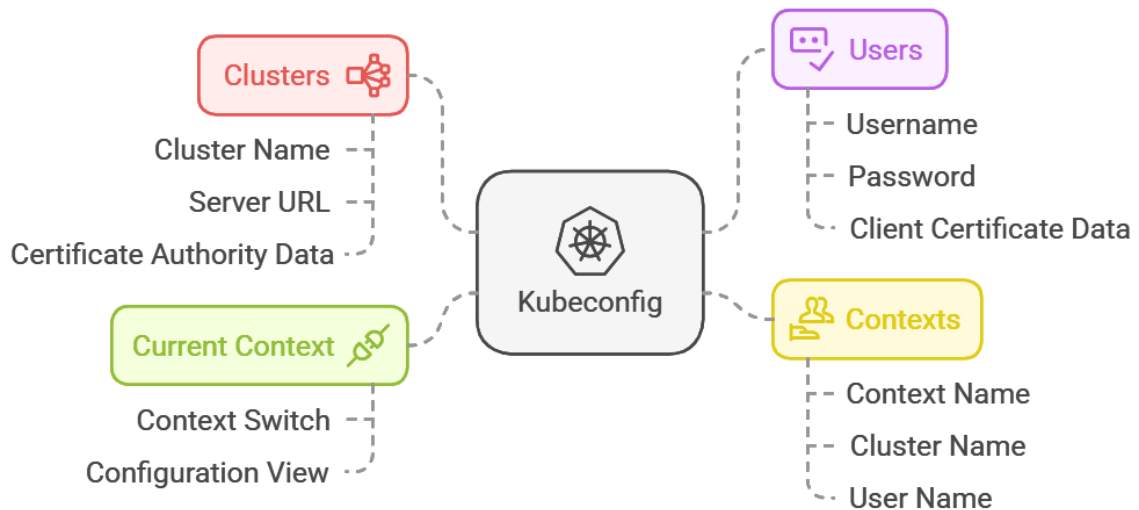 Clusters
Cluster Name
Server URL
Certificate Authority Data
Current Context
Context Switch
Configuration View
Kubeconfig
Users
Username
Password
Client Certificate Data
Contexts
Context Name
Cluster Name
User Name